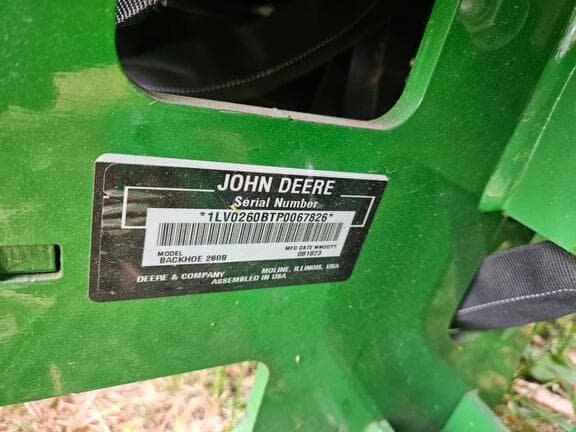 JOHN DEERE
Serial Number
*1LV0260BTP0067826*
MODEL MFG DATE MMDDYY
BACKHOE 260B 081823
DEERE & COMPANY MOLINE, ILLINOIS, USA
ASSEMBLED IN USA